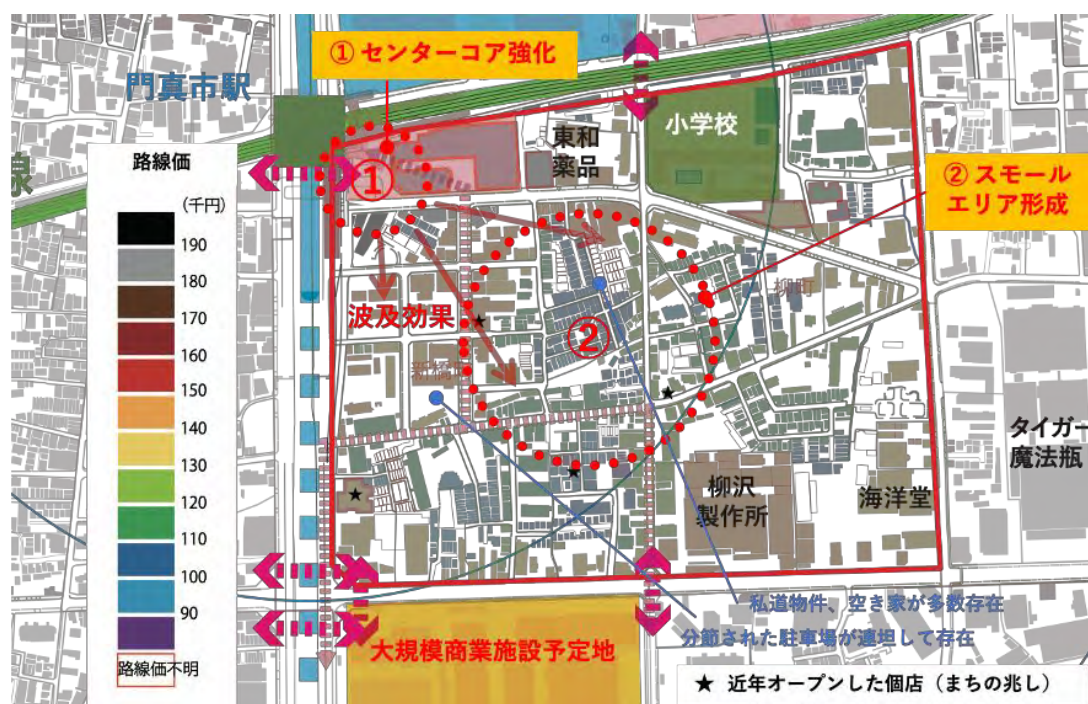 ① センターコア強化
門真市駅
線
路線価
(千円)
190
180
170
160
150
140
130
120
110
100
90
路線価不明
東和
薬品
小学校
② スモール
エリア形成
①
波及効果
②
柳町
新橋町
タイガー
魔法瓶
柳沢
製作所
海洋堂
私道物件、空き家が多数存在
分節された駐車場が連坦して存在
大規模商業施設予定地
★ 近年オープンした個店（まちの兆し）